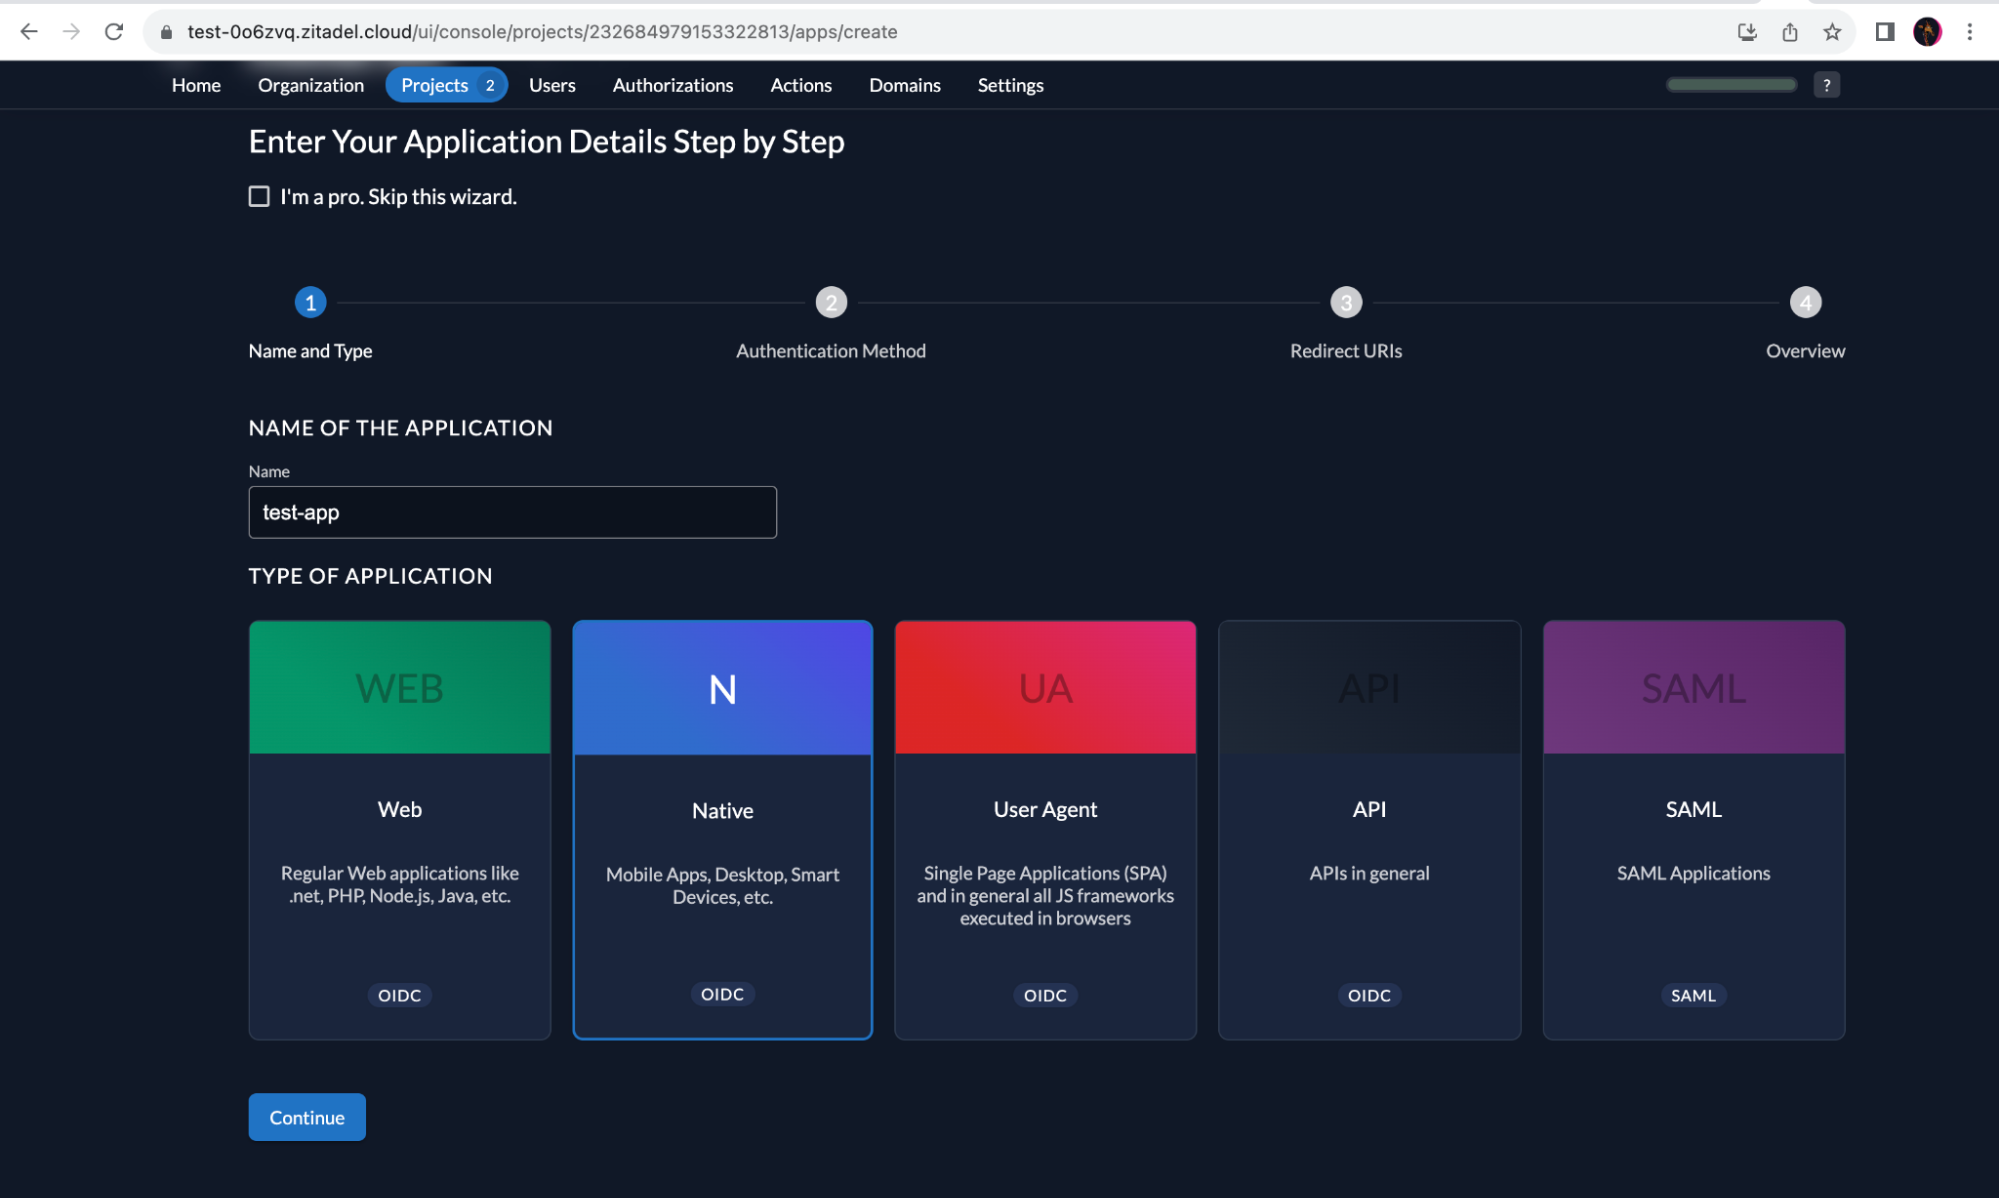 test-0o6zvq.zitadel.cloud/ui/console/projects/232684979153322813/apps/create
Home Organization Projects 2 Users Authorizations Actions Domains Settings ?
Enter Your Application Details Step by Step
I'm a pro. Skip this wizard.
1 2 3 4
Name and Type Authentication Method Redirect URIs Overview
NAME OF THE APPLICATION
Name
test-app
TYPE OF APPLICATION
WEB
Web
Regular Web applications like
.net, PHP, Node.js, Java, etc.
OIDC
N
Native
Mobile Apps, Desktop, Smart
Devices, etc.
OIDC
UA
User Agent
Single Page Applications (SPA)
and in general all JS frameworks
executed in browsers
OIDC
API
API
APIs in general
OIDC
SAML
SAML
SAML Applications
SAML
Continue